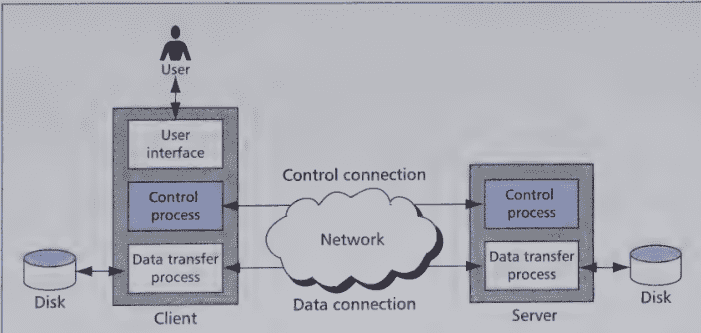 User
User
interface
Control connection
Control
process
Control
process
Network
Data transfer
process
Data transfer
process
Disk
Data connection
Disk
Client
Server